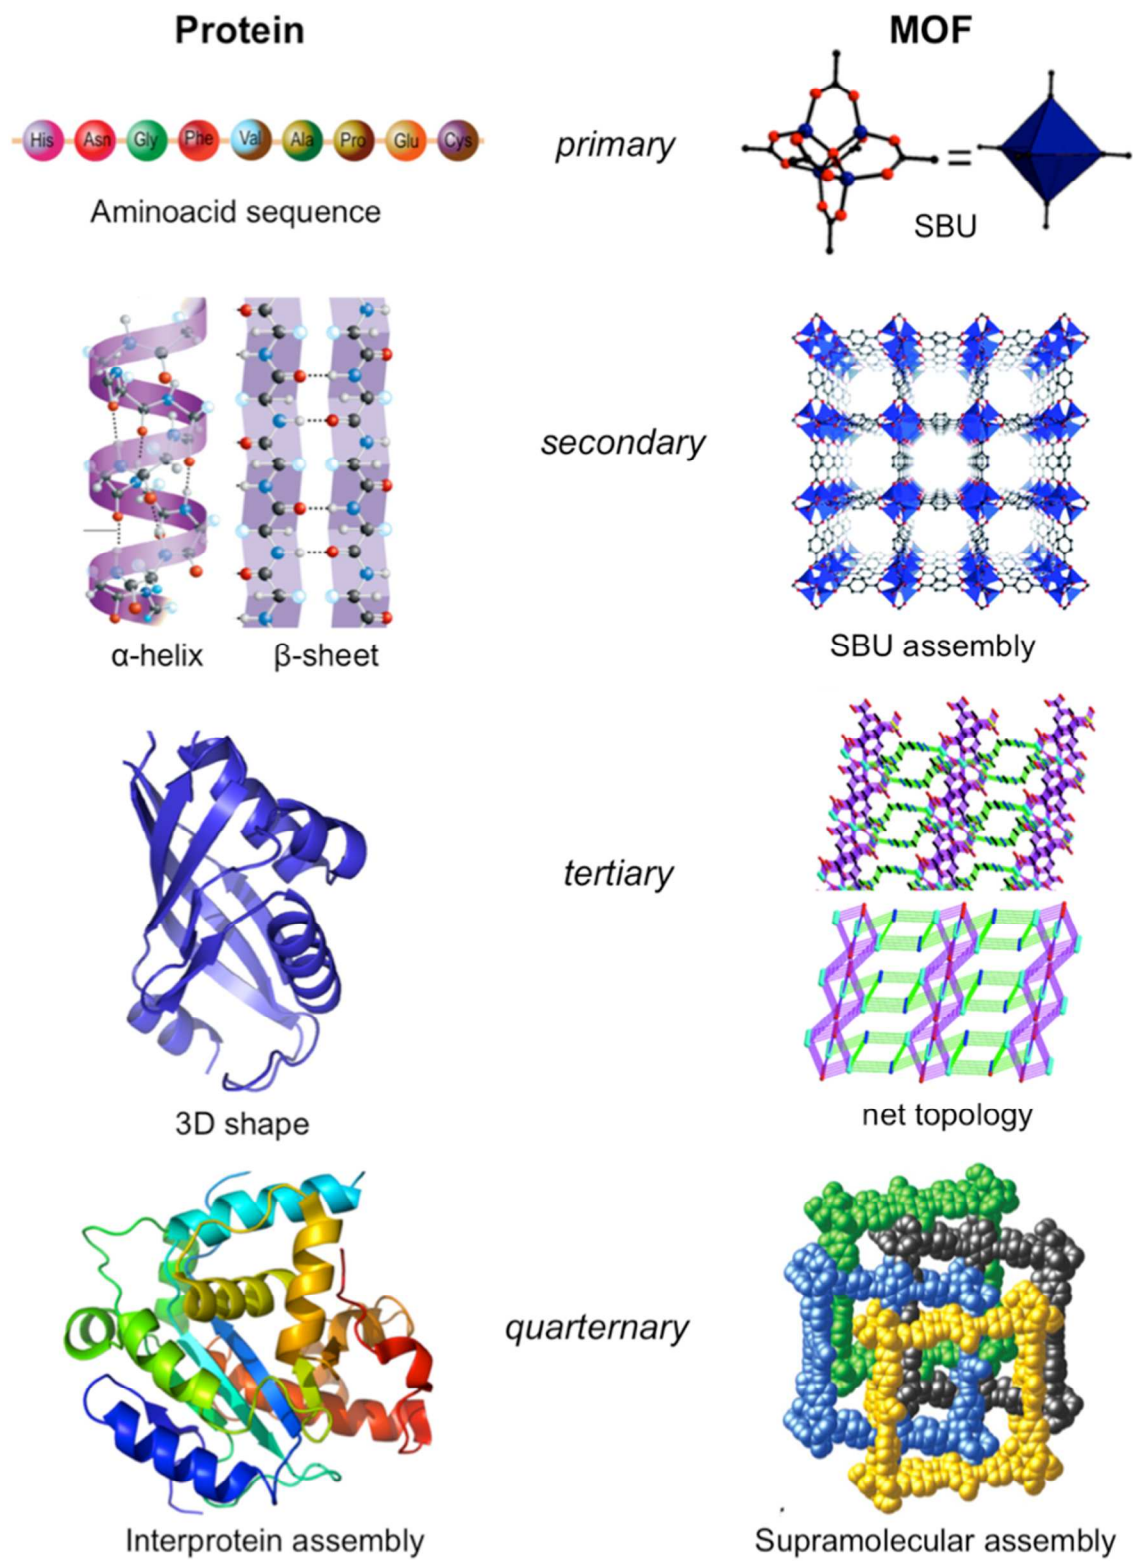 Protein
MOF
His Asn Gly Phe Val Ala Pro Glu Cys
primary
=
Aminoacid sequence
SBU
secondary
α-helix
β-sheet
SBU assembly
tertiary
3D shape
net topology
quarternary
Interprotein assembly
Supramolecular assembly